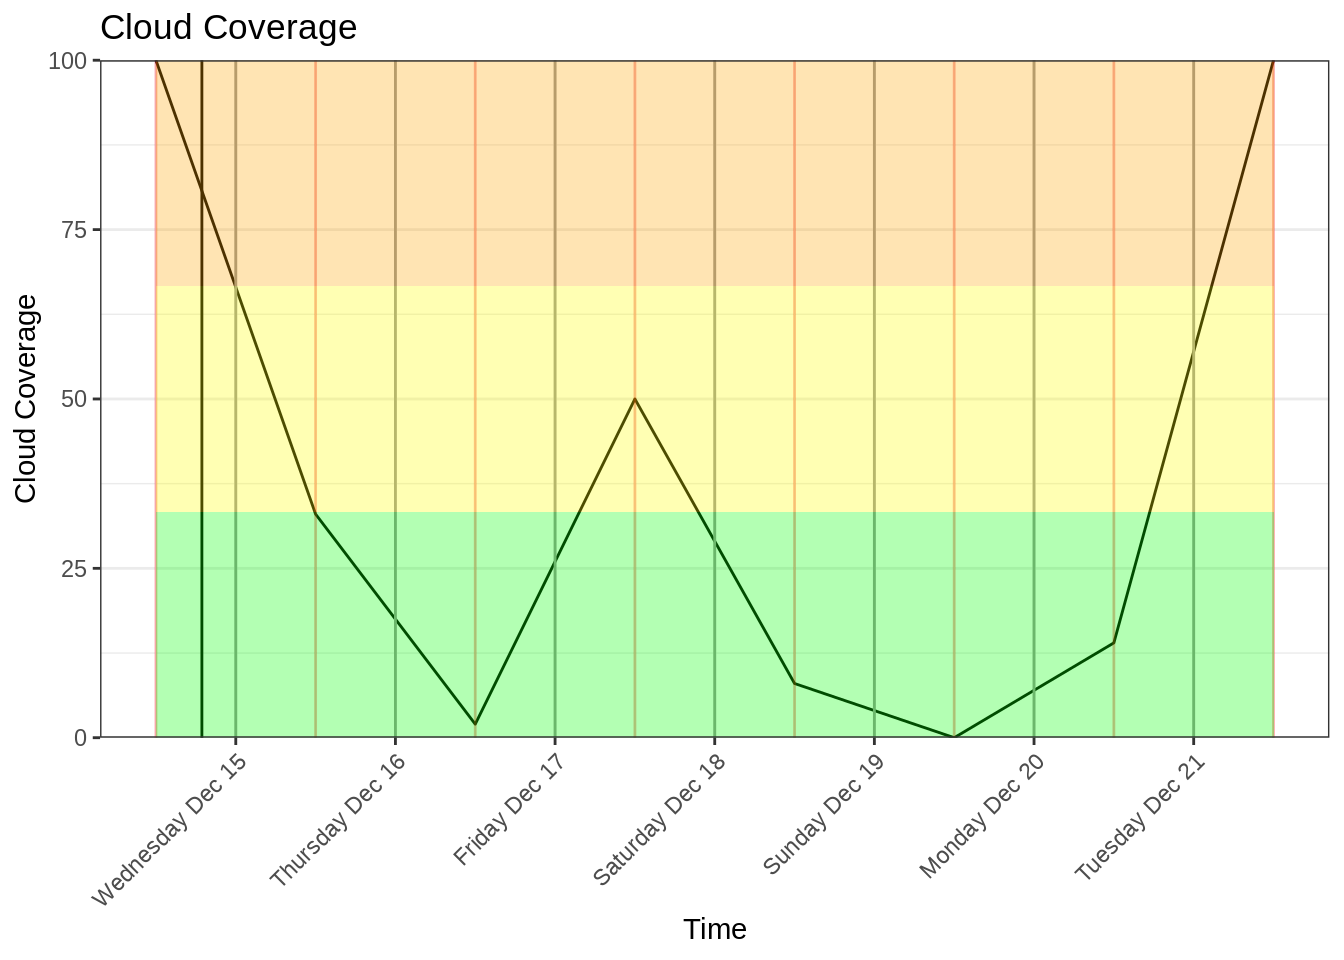 Cloud Coverage
100
75
50
25
0
Cloud Coverage
Wednesday Dec 15
Thursday Dec 16
Friday Dec 17
Saturday Dec 18
Sunday Dec 19
Monday Dec 20
Tuesday Dec 21
Time